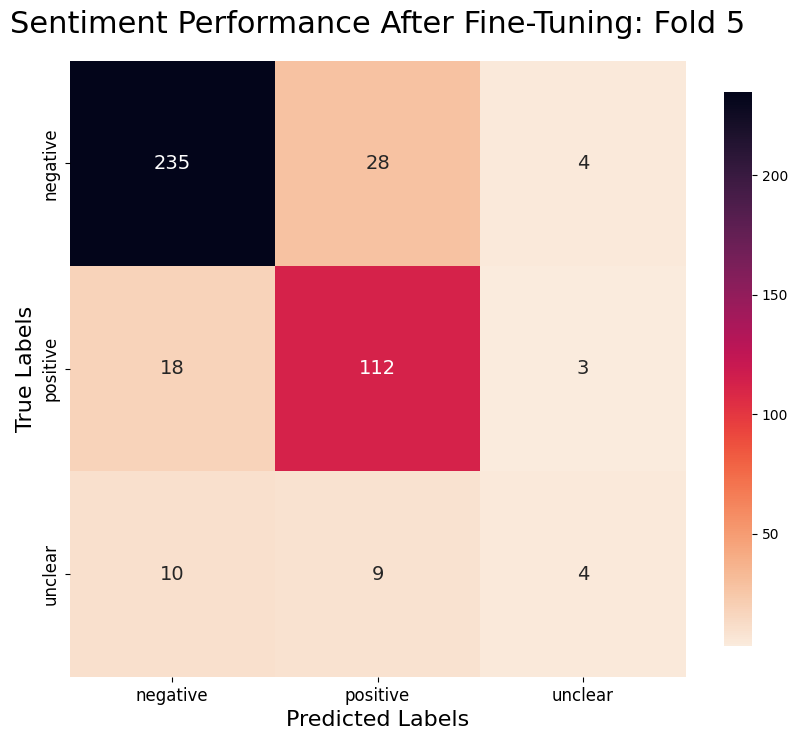 Sentiment Performance After Fine-Tuning: Fold 5
True Labels
negative
235
28
4
positive
18
112
3
unclear
10
9
4
negative
positive
unclear
Predicted Labels
200
150
100
50